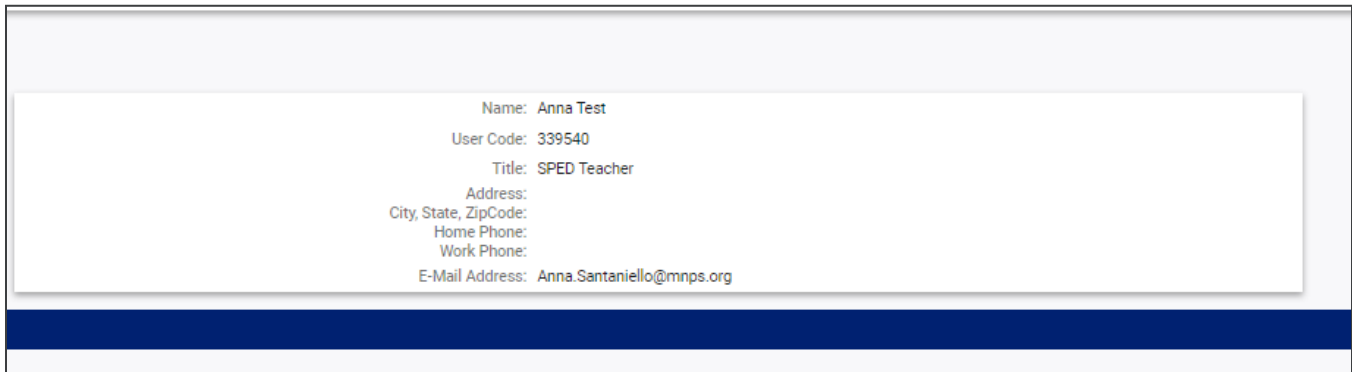 Name: Anna Test
User Code: 339540
Title: SPED Teacher
Address:
City, State, ZipCode:
Home Phone:
Work Phone:
E-Mail Address: Anna.Santaniello@mnps.org